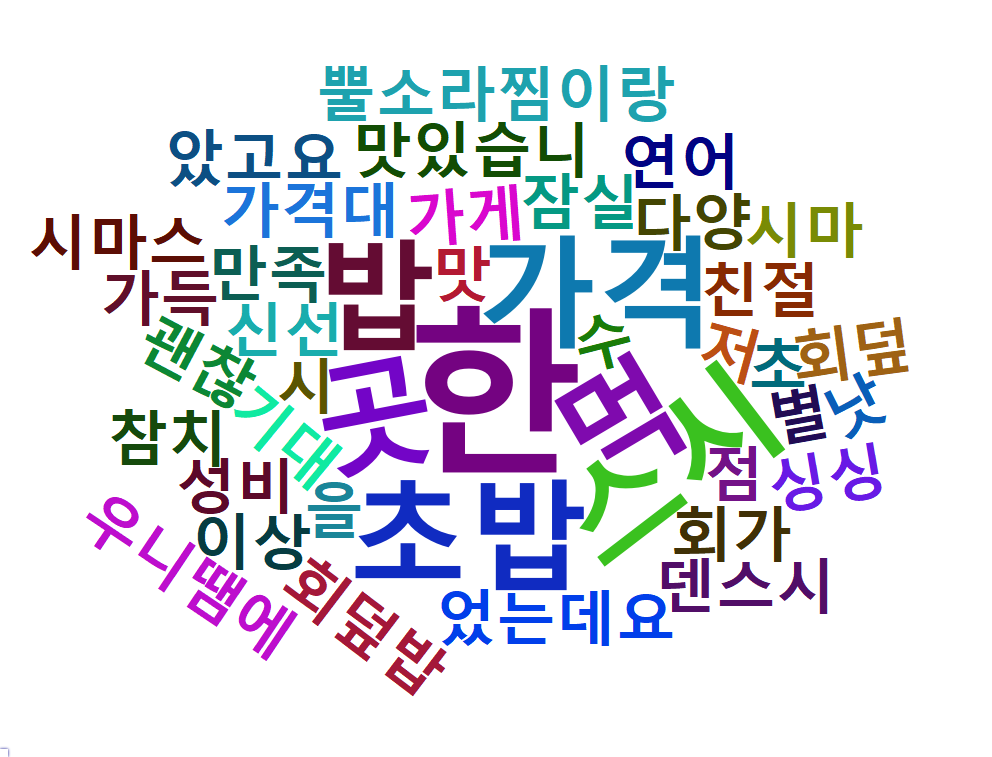 뿔소라찜이랑
았고요
맛있습니
연어
가격대
가게
잠실
다양
시마
시마스
가득
만족
밥
맛
가격
친절
괜찮
신선
한
수
저
초
회덮
기대
시
곳
먹
스시
별
낫
참치
성비
을
초밥
점
싱싱
우니땜에
이상
회가
회덮밥
었는데요
덴스시